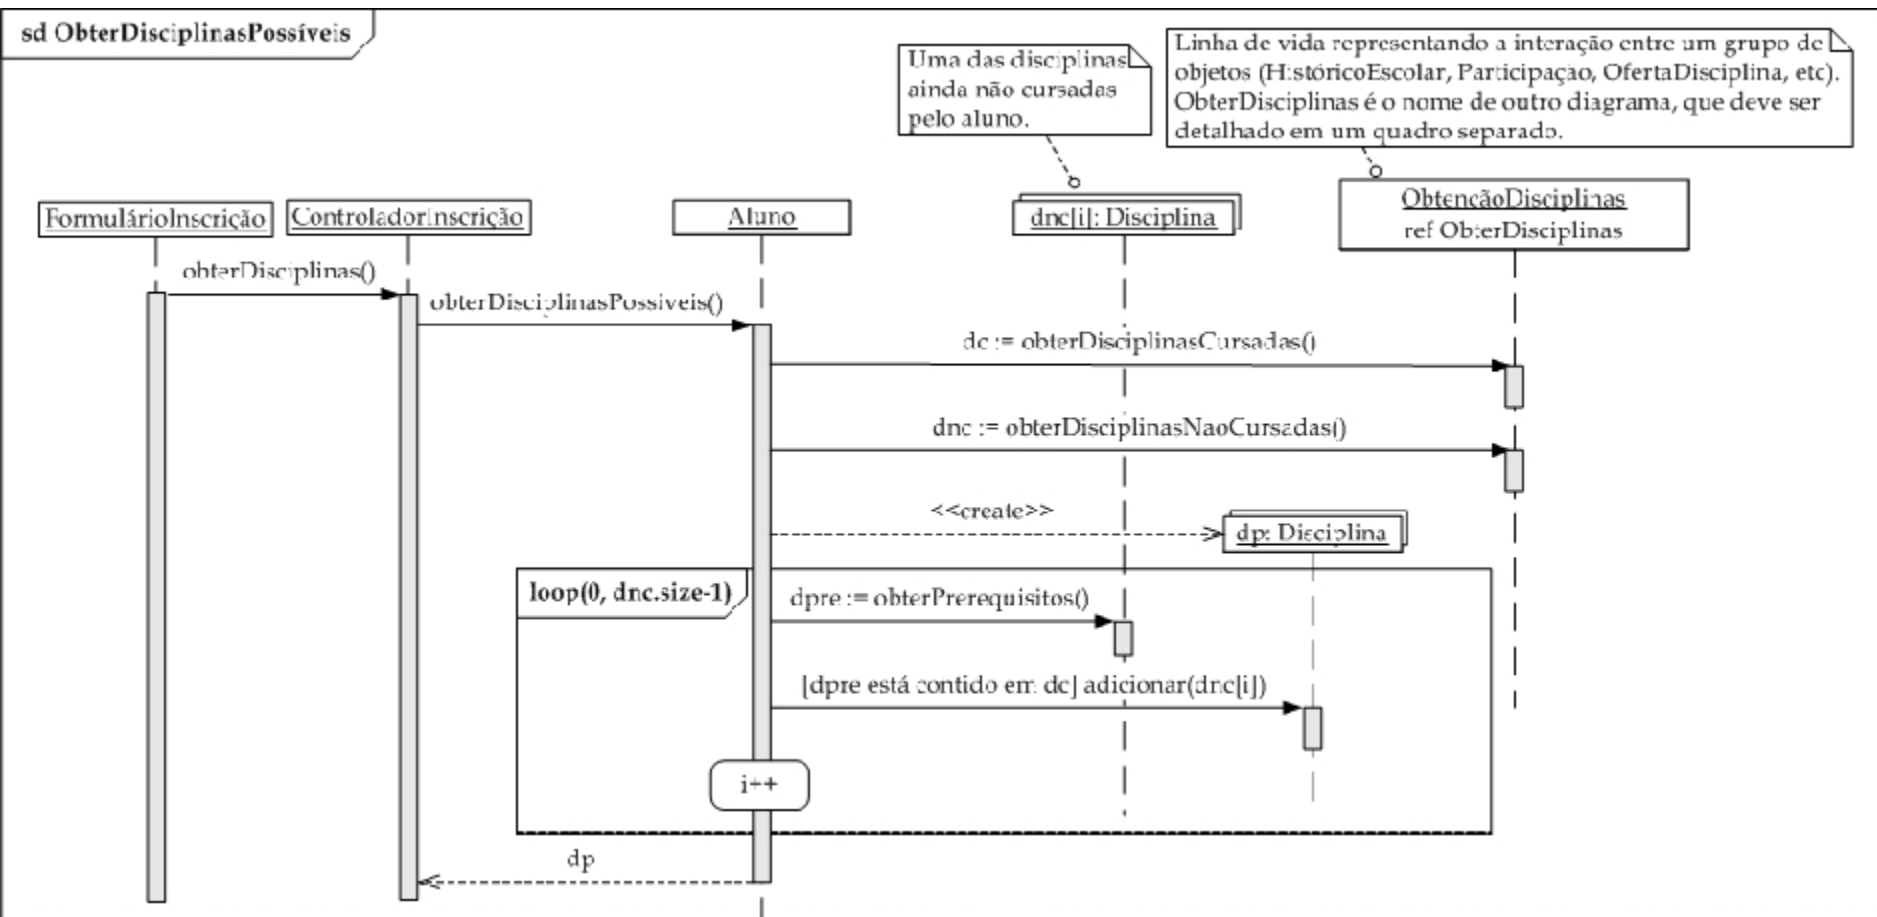 sd ObterDisciplinasPossíveis
Uma das disciplinas
ainda não cursadas
pelo aluno.
Linha de vida representando a interação entre um grupo de
objetos (HistóricoEscolar, Participação, OfertaDisciplina, etc).
ObterDisciplinas é o nome de outro diagrama, que deve ser
detalhado em um quadro separado.
FormulárioInscrição
ControladorInscrição
Aluno
dnc[i]: Disciplina
ObtençãoDisciplinas
ref ObterDisciplinas
obterDisciplinas()
obterDisciplinasPossiveis()
dc := obterDisciplinasCursadas()
dnc := obterDisciplinasNaoCursadas()
<<create>>
dp: Disciplina
loop(0, dnc.size-1)
dpre := obterPrerequisitos()
[dpre está contido em dc] adicionar(dnc[i])
i++
dp